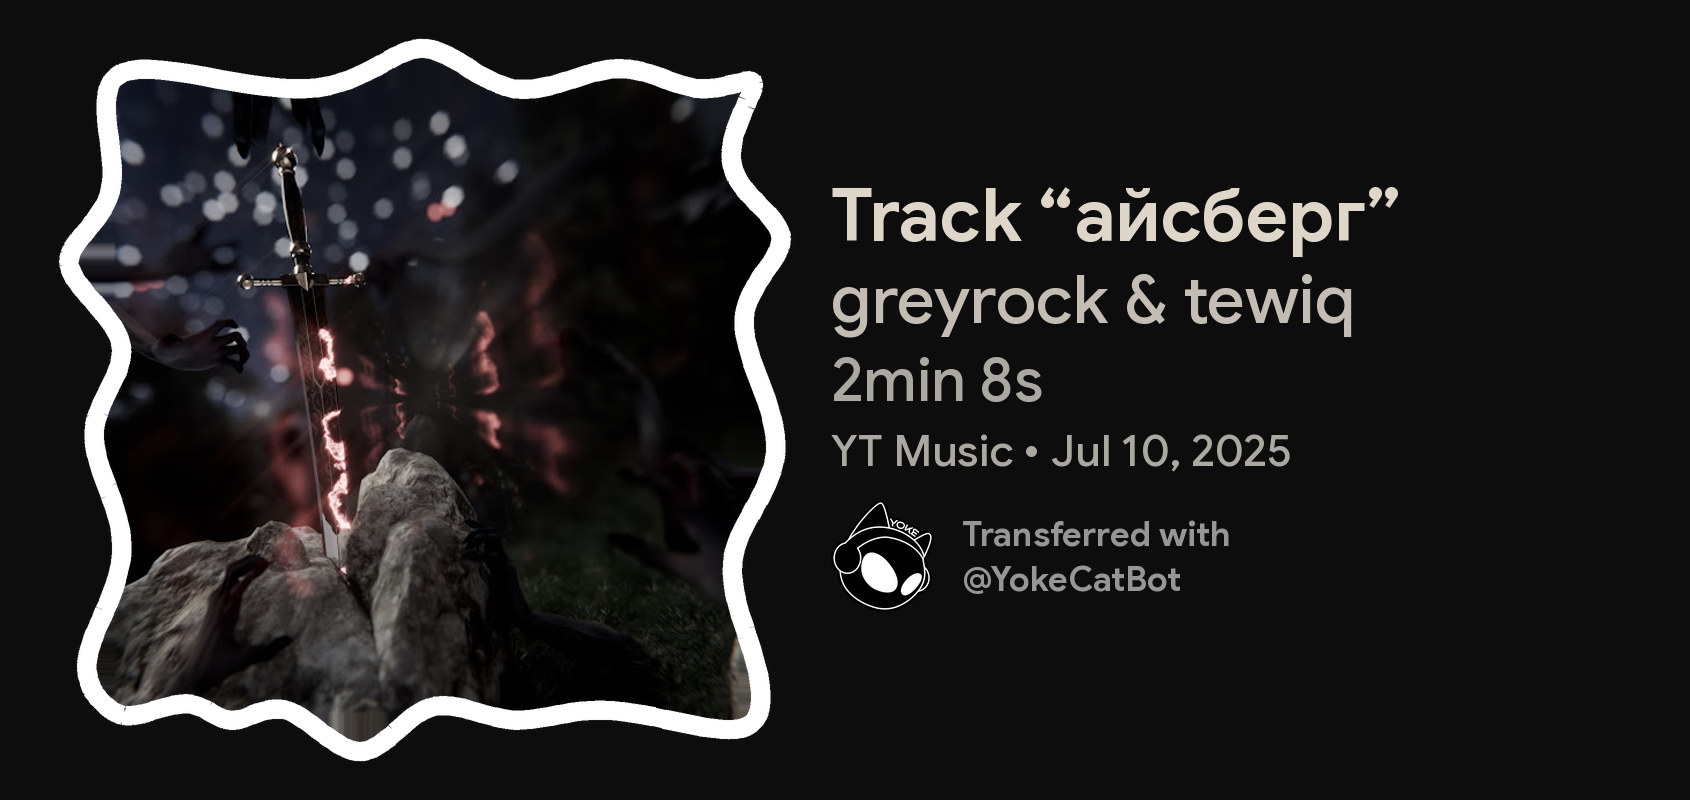 Track “айсберг”
greyrock & tewiq
2min 8s
YT Music • Jul 10, 2025
YOKE
Transferred with
@YokeCatBot